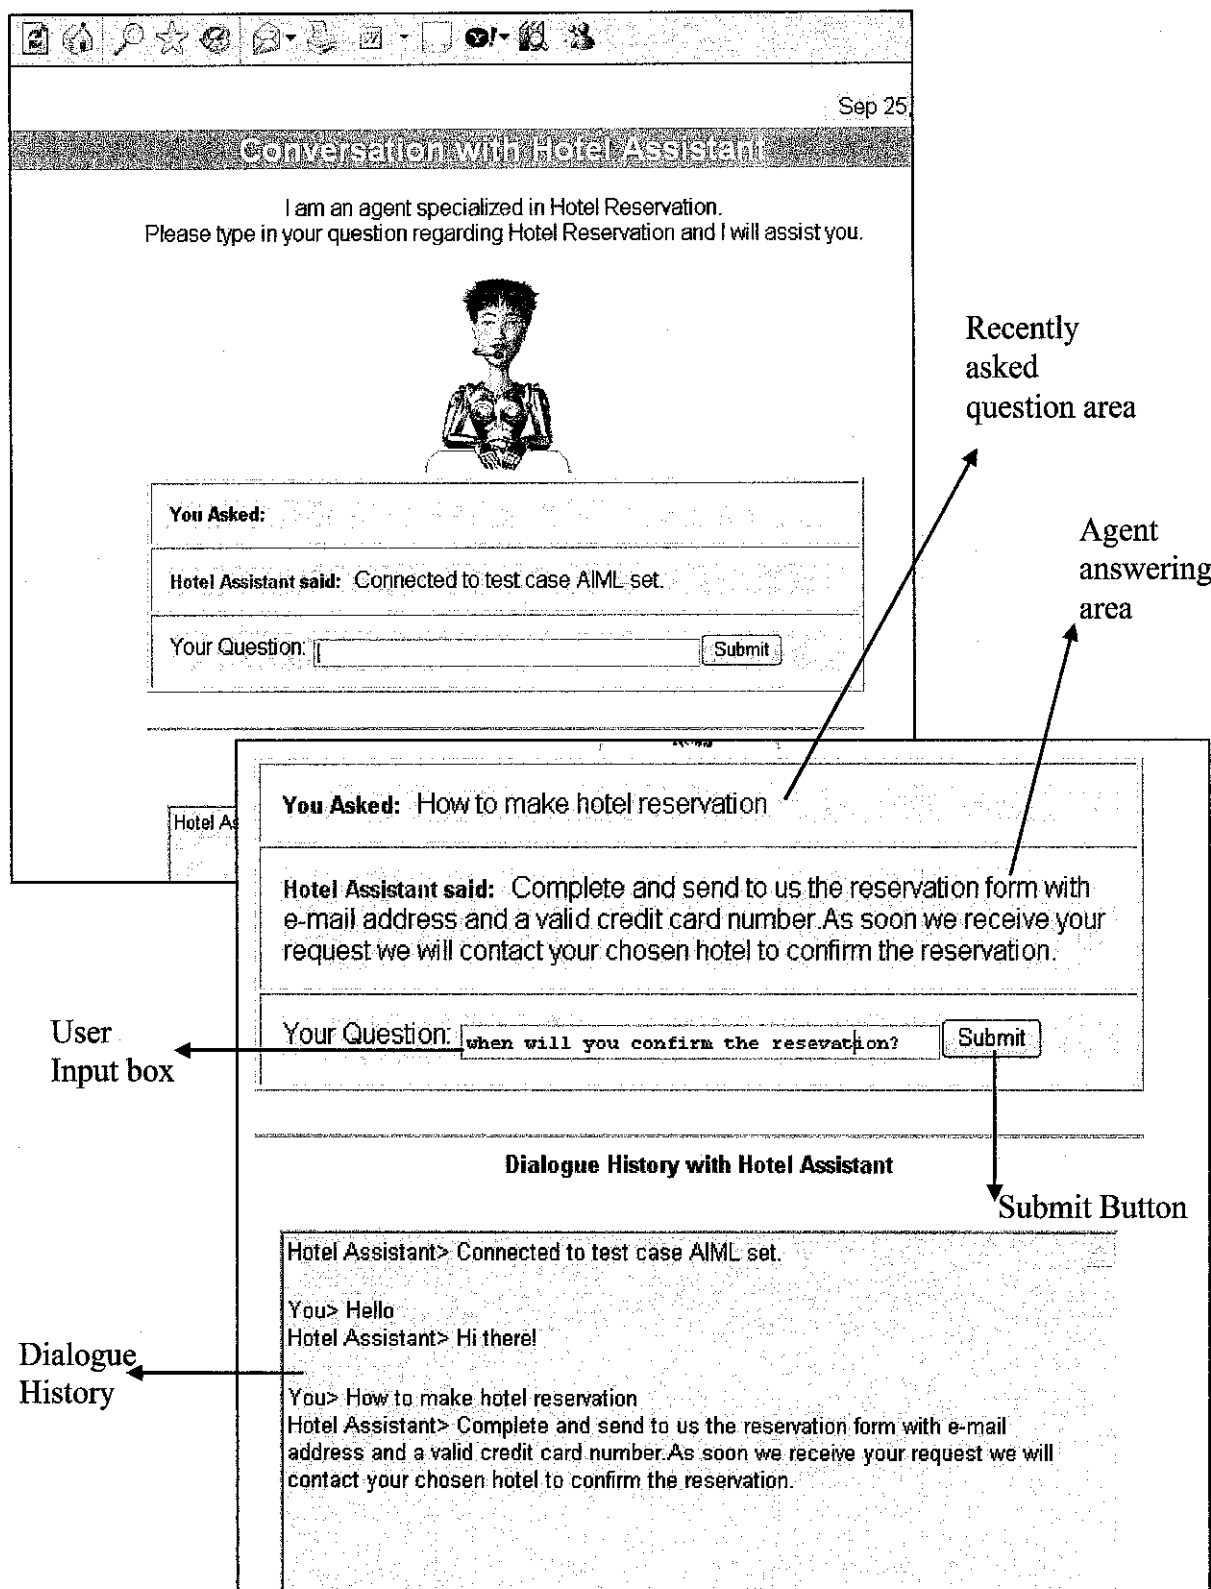 Sep 25
Conversation with Hotel Assistant
I am an agent specialized in Hotel Reservation.
Please type in your question regarding Hotel Reservation and I will assist you.
Recently
asked
question area
You Asked:
Agent
answering
area
Hotel Assistant said: Connected to test case AIML set.
Your Question: Submit
Hotel As
You Asked: How to make hotel reservation
Hotel Assistant said: Complete and send to us the reservation form with
e-mail address and a valid credit card number.As soon we receive your
request we will contact your chosen hotel to confirm the reservation.
User
Input box
Your Question: when will you confirm the resevation? Submit
Dialogue History with Hotel Assistant
Submit Button
Hotel Assistant> Connected to test case AIML set.
You> Hello
Hotel Assistant> Hi there!
Dialogue
History
You> How to make hotel reservation
Hotel Assistant> Complete and send to us the reservation form with e-mail
address and a valid credit card number.As soon we receive your request we will
contact your chosen hotel to confirm the reservation.